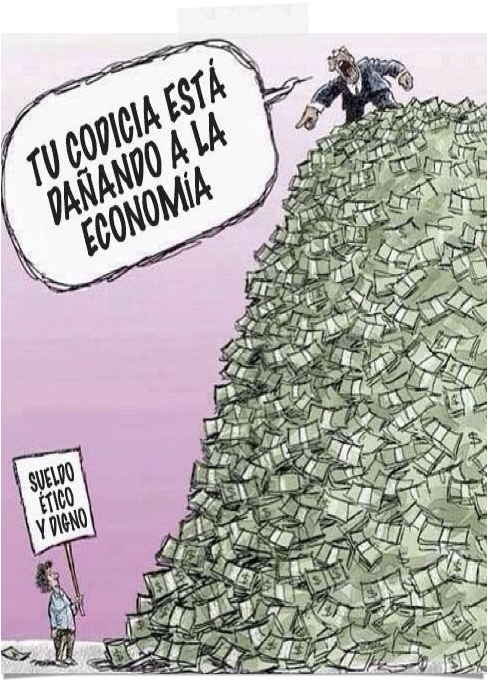 TU CODICIA ESTÁ
DAÑANDO A LA
ECONOMÍA
SUELDO
ÉTICO
Y DIGNO